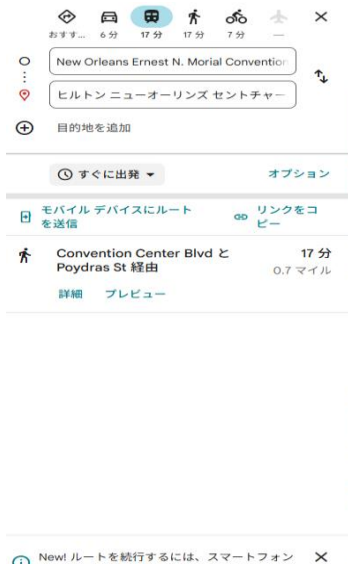 おすす… 6 分 17 分 17 分 7 分 —
New Orleans Ernest N. Morial Convention
ヒルトン ニューオーリンズ セントチャー
目的地を追加
すぐに出発 オプション
モバイル デバイスにルート
を送信
リンクをコ
ピー
Convention Center Blvd と
Poydras St 経由
17 分
0.7 マイル
詳細 プレビュー
New! ルートを続行するには、スマートフォン